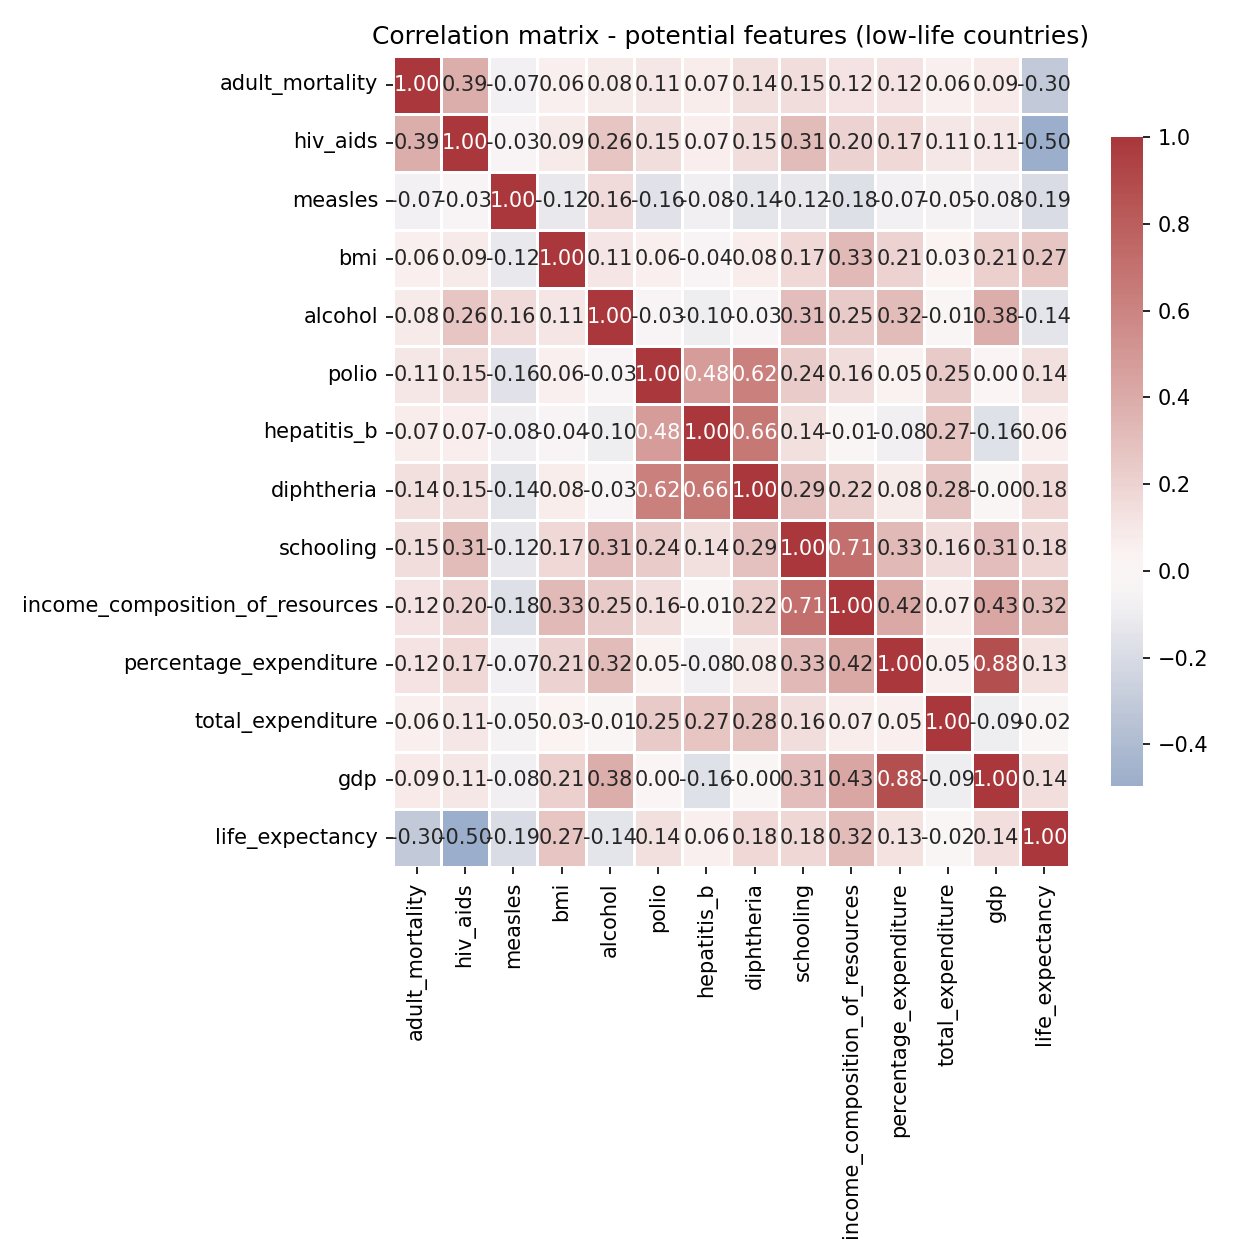 Correlation matrix - potential features (low-life countries)
adult_mortality 1.00 0.39 -0.07 0.06 0.08 0.11 0.07 0.14 0.15 0.12 0.12 0.06 0.09 -0.30
hiv_aids 0.39 1.00 -0.03 0.09 0.26 0.15 0.07 0.15 0.31 0.20 0.17 0.11 0.11 -0.50
measles -0.07 -0.03 1.00 -0.12 0.16 -0.16 -0.08 -0.14 -0.12 -0.18 -0.07 -0.05 -0.08 -0.19
bmi 0.06 0.09 -0.12 1.00 0.11 0.06 -0.04 0.08 0.17 0.33 0.21 0.03 0.21 0.27
alcohol 0.08 0.26 0.16 0.11 1.00 -0.03 -0.10 -0.03 0.31 0.25 0.32 -0.01 0.38 -0.14
polio 0.11 0.15 -0.16 0.06 -0.03 1.00 0.48 0.62 0.24 0.16 0.05 0.25 0.00 0.14
hepatitis_b 0.07 0.07 -0.08 -0.04 -0.10 0.48 1.00 0.66 0.14 -0.01 -0.08 0.27 -0.16 0.06
diphtheria 0.14 0.15 -0.14 0.08 -0.03 0.62 0.66 1.00 0.29 0.22 0.08 0.28 -0.00 0.18
schooling 0.15 0.31 -0.12 0.17 0.31 0.24 0.14 0.29 1.00 0.71 0.33 0.16 0.31 0.18
income_composition_of_resources 0.12 0.20 -0.18 0.33 0.25 0.16 -0.01 0.22 0.71 1.00 0.42 0.07 0.43 0.32
percentage_expenditure 0.12 0.17 -0.07 0.21 0.32 0.05 -0.08 0.08 0.33 0.42 1.00 0.05 0.88 0.13
total_expenditure 0.06 0.11 -0.05 0.03 -0.01 0.25 0.27 0.28 0.16 0.07 0.05 1.00 -0.09 -0.02
gdp 0.09 0.11 -0.08 0.21 0.38 0.00 -0.16 -0.00 0.31 0.43 0.88 -0.09 1.00 0.14
life_expectancy -0.30 -0.50 -0.19 0.27 -0.14 0.14 0.06 0.18 0.18 0.32 0.13 -0.02 0.14 1.00
adult_mortality
hiv_aids
measles
bmi
alcohol
polio
hepatitis_b
diphtheria
schooling
income_composition_of_resources
percentage_expenditure
total_expenditure
gdp
life_expectancy
1.0
0.8
0.6
0.4
0.2
0.0
−0.2
−0.4